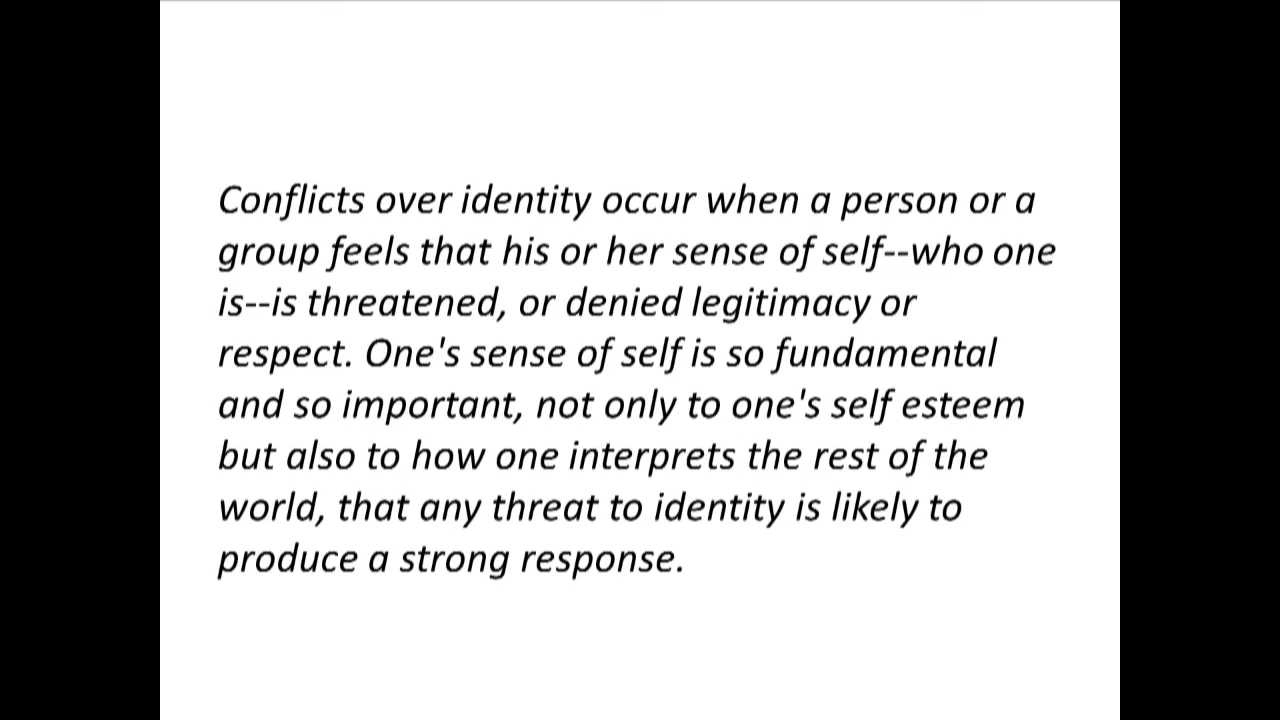 Conflicts over identity occur when a person or a
group feels that his or her sense of self--who one
is--is threatened, or denied legitimacy or
respect. One's sense of self is so fundamental
and so important, not only to one's self esteem
but also to how one interprets the rest of the
world, that any threat to identity is likely to
produce a strong response.